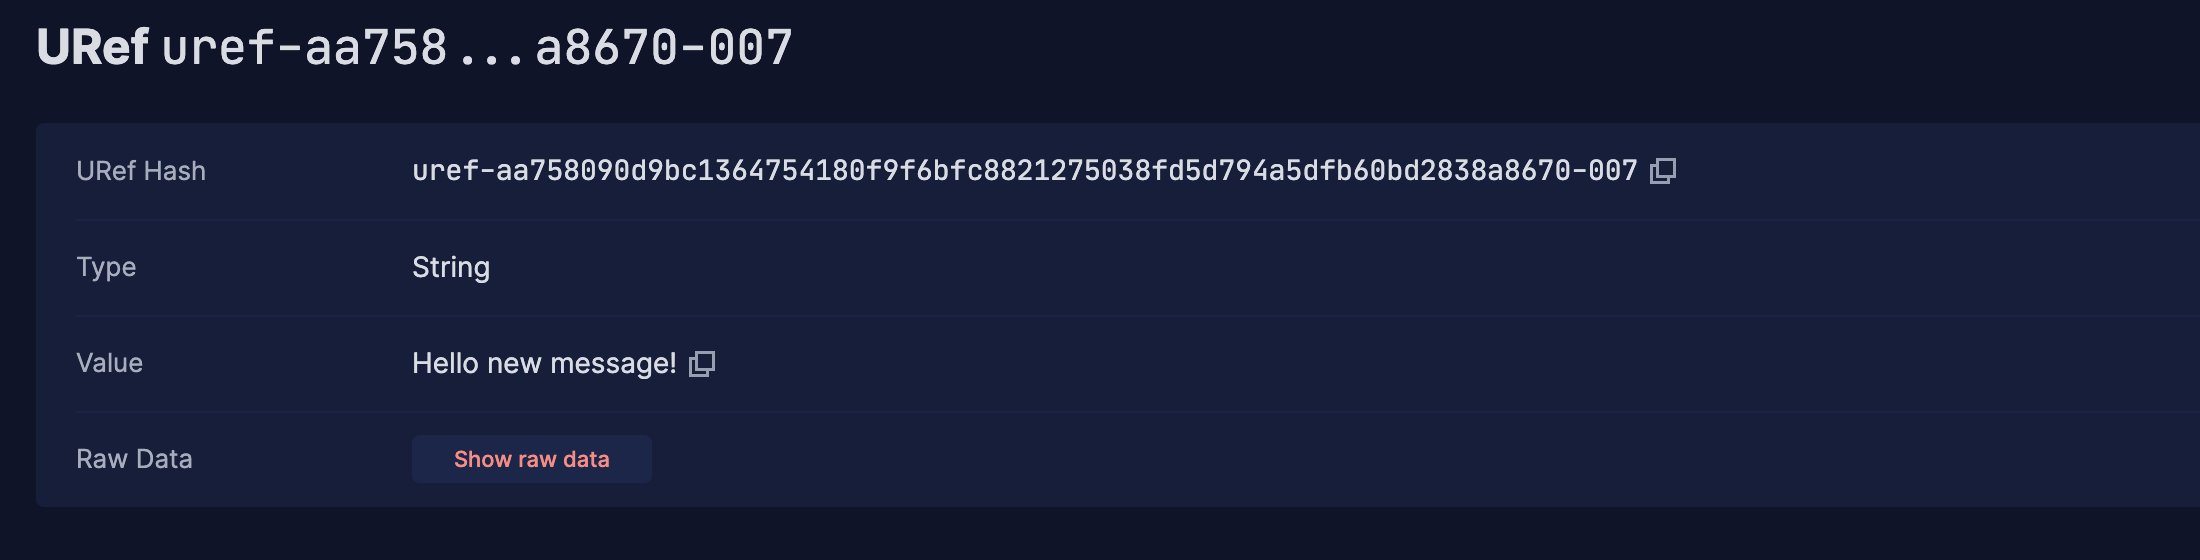 URef uref-aa758...a8670-007
URef Hash uref-aa758090d9bc1364754180f9f6bfc8821275038fd5d794a5dfb60bd2838a8670-007
Type String
Value Hello new message!
Raw Data Show raw data